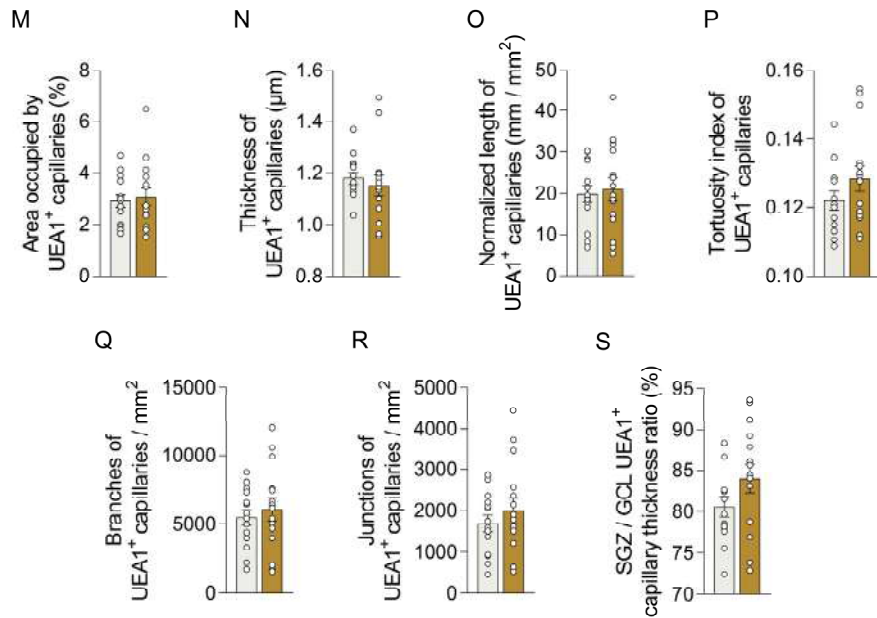 M
N
O
P
Area occupied by
UEA1+ capillaries (%)
8
6
4
2
0
Thickness of
UEA1+ capillaries (µm)
1.6
1.4
1.2
1.0
0.8
Normalized length of
UEA1+ capillaries (mm / mm²)
50
40
30
20
10
0
Tortuosity index of
UEA1+ capillaries
0.16
0.14
0.12
0.10
Q
R
S
Branches of
UEA1+ capillaries / mm²
15000
10000
5000
0
Junctions of
UEA1+ capillaries / mm²
5000
4000
3000
2000
1000
0
SGZ / GCL UEA1+
capillary thickness ratio (%)
95
90
85
80
75
70